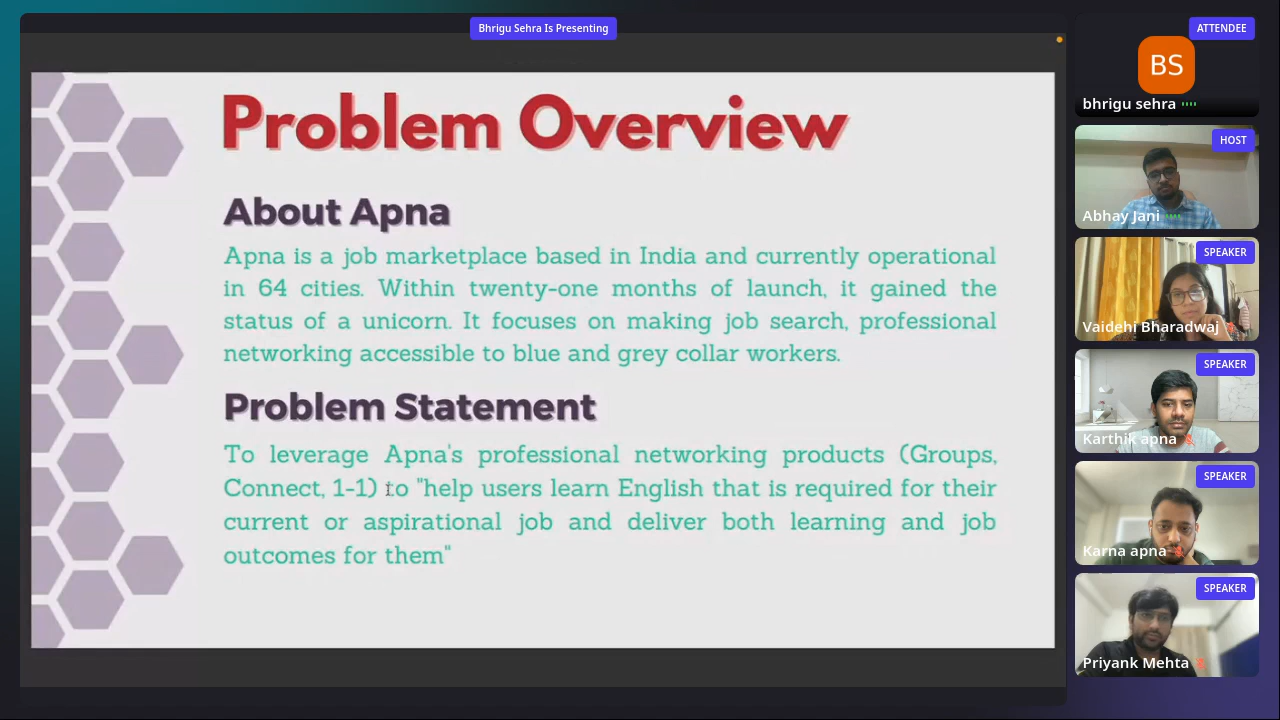 Bhrigu Sehra Is Presenting
Problem Overview
About Apna
Apna is a job marketplace based in India and currently operational
in 64 cities. Within twenty-one months of launch, it gained the
status of a unicorn. It focuses on making job search, professional
networking accessible to blue and grey collar workers.
Problem Statement
To leverage Apna's professional networking products (Groups,
Connect, 1-1) to "help users learn English that is required for their
current or aspirational job and deliver both learning and job
outcomes for them"
ATTENDEE
BS
bhrigu sehra
HOST
Abhay Jani
SPEAKER
Vaidehi Bharadwaj
SPEAKER
Karthik apna
SPEAKER
Karna apna
SPEAKER
Priyank Mehta